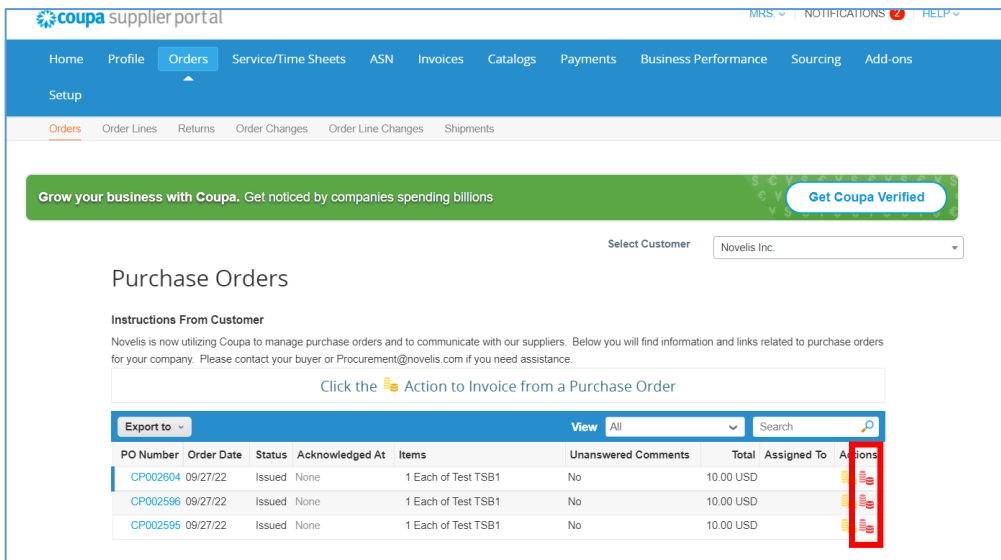 coupa supplier portal
MRS. NOTIFICATIONS 2 HELP
Home Profile Orders Service/Time Sheets ASN Invoices Catalogs Payments Business Performance Sourcing Add-ons
Setup
Orders Order Lines Returns Order Changes Order Line Changes Shipments
Grow your business with Coupa. Get noticed by companies spending billions
Get Coupa Verified
Select Customer Novelis Inc.
Purchase Orders
Instructions From Customer
Novelis is now utilizing Coupa to manage purchase orders and to communicate with our suppliers. Below you will find information and links related to purchase orders
for your company. Please contact your buyer or Procurement@novelis.com if you need assistance.
Click the Action to Invoice from a Purchase Order
Export to View All Search
PO Number Order Date Status Acknowledged At Items Unanswered Comments Total Assigned To Actions
CP002604 09/27/22 Issued None 1 Each of Test TSB1 No 10.00 USD
CP002596 09/27/22 Issued None 1 Each of Test TSB1 No 10.00 USD
CP002595 09/27/22 Issued None 1 Each of Test TSB1 No 10.00 USD